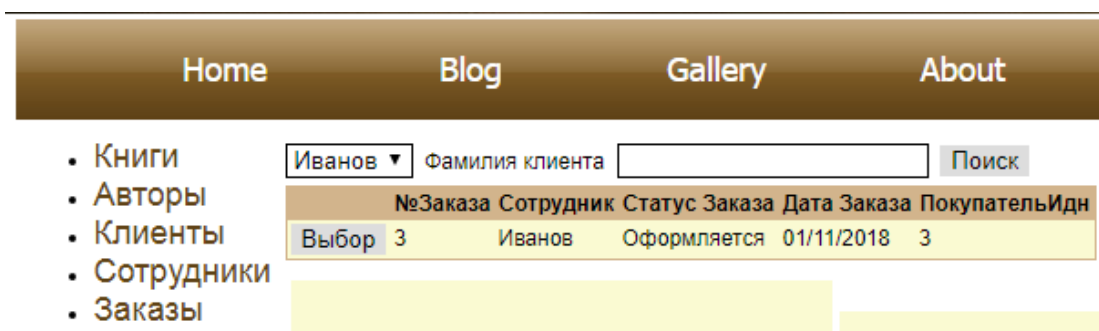 Home Blog Gallery About
Книги
Авторы
Клиенты
Сотрудники
Заказы
Иванов Фамилия клиента Поиск
№Заказа Сотрудник Статус Заказа Дата Заказа ПокупательИдн
Выбор 3 Иванов Оформляется 01/11/2018 3